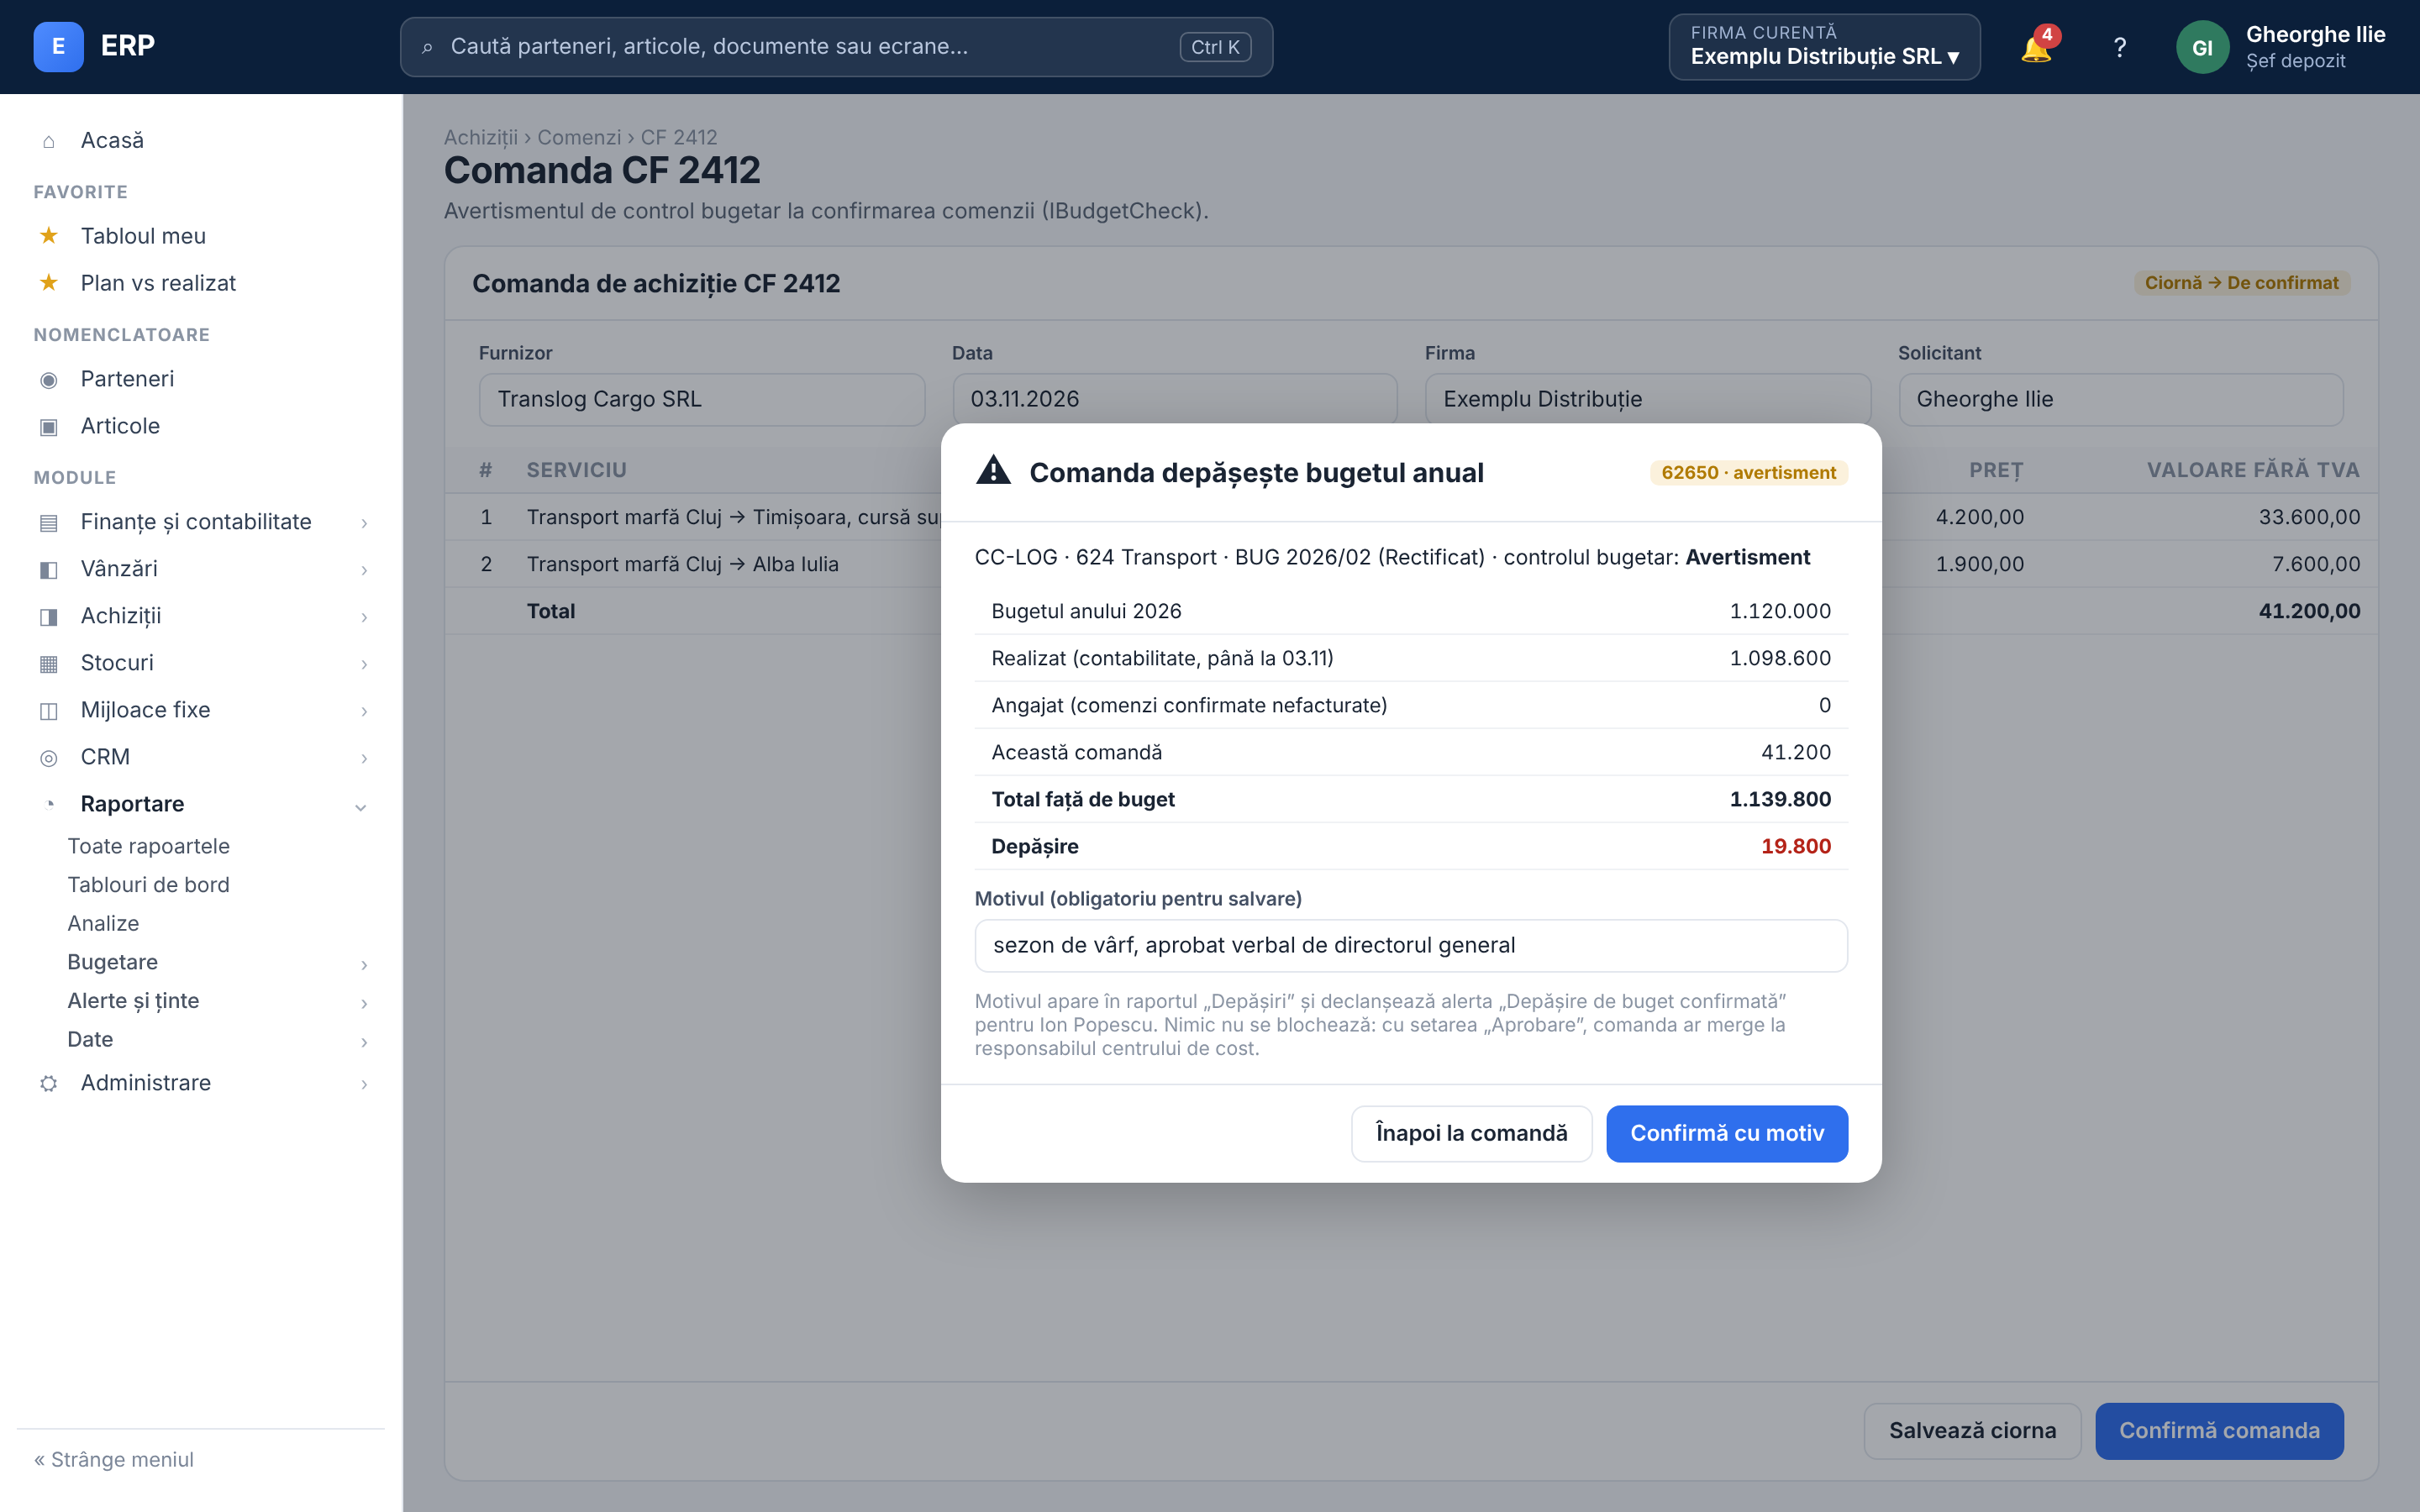 E ERP
Caută parteneri, articole, documente sau ecrane... Ctrl K
FIRMA CURENTĂ
Exemplu Distribuție SRL ▾
4
?
GI
Gheorghe Ilie
Șef depozit
Acasă
FAVORITE
★ Tabloul meu
★ Plan vs realizat
NOMENCLATOARE
Parteneri
Articole
MODULE
Finanțe și contabilitate ›
Vânzări ›
Achiziții ›
Stocuri ›
Mijloace fixe ›
CRM ›
Raportare
Toate rapoartele
Tablouri de bord
Analize
Bugetare ›
Alerte și ținte ›
Date ›
Administrare ›
« Strânge meniul
Achiziții › Comenzi › CF 2412
Comanda CF 2412
Avertismentul de control bugetar la confirmarea comenzii (IBudgetCheck).
Comanda de achiziție CF 2412 Ciornă → De confirmat
Furnizor Data Firma Solicitant
Translog Cargo SRL 03.11.2026 Exemplu Distribuție Gheorghe Ilie
# SERVICIU PREȚ VALOARE FĂRĂ TVA
1 Transport marfă Cluj → Timișoara, cursă 4.200,00 33.600,00
2 Transport marfă Cluj → Alba Iulia 1.900,00 7.600,00
Total 41.200,00
Comanda depășește bugetul anual 62650 · avertisment
CC-LOG · 624 Transport · BUG 2026/02 (Rectificat) · controlul bugetar: Avertisment
Bugetul anului 2026 1.120.000
Realizat (contabilitate, până la 03.11) 1.098.600
Angajat (comenzi confirmate nefacturate) 0
Această comandă 41.200
Total față de buget 1.139.800
Depășire 19.800
Motivul (obligatoriu pentru salvare)
sezon de vârf, aprobat verbal de directorul general
Motivul apare în raportul „Depășiri” și declanșează alerta „Depășire de buget confirmată”
pentru Ion Popescu. Nimic nu se blochează: cu setarea „Aprobare”, comanda ar merge la
responsabilul centrului de cost.
Înapoi la comandă Confirmă cu motiv
Salvează ciorna Confirmă comanda